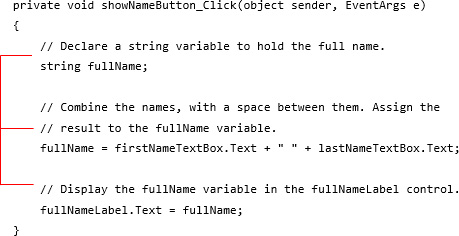 private void showNameButton_Click(object sender, EventArgs e)
{
// Declare a string variable to hold the full name.
string fullName;
// Combine the names, with a space between them. Assign the
// result to the fullName variable.
fullName = firstNameTextBox.Text + " " + lastNameTextBox.Text;
// Display the fullName variable in the fullNameLabel control.
fullNameLabel.Text = fullName;
}